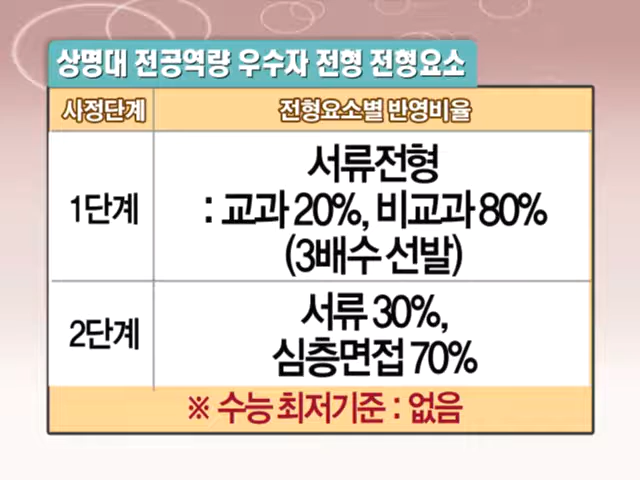 상명대 전공역량 우수자 전형 전형요소
사정단계 전형요소별 반영비율
1단계
서류전형
: 교과 20%, 비교과 80%
(3배수 선발)
2단계
서류 30%,
심층면접 70%
※ 수능 최저기준 : 없음